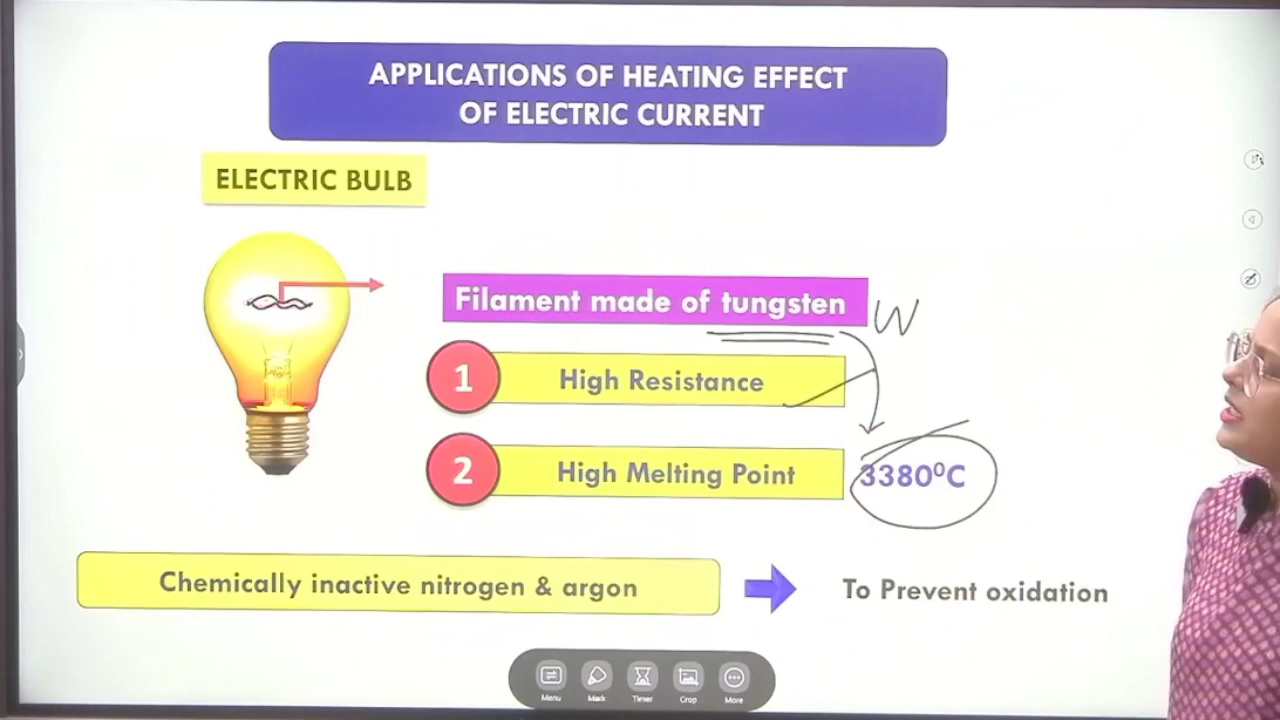 APPLICATIONS OF HEATING EFFECT
OF ELECTRIC CURRENT
ELECTRIC BULB
Filament made of tungsten W
1 High Resistance
2 High Melting Point 3380⁰C
Chemically inactive nitrogen & argon To Prevent oxidation
Menu Mark Timer Crop More